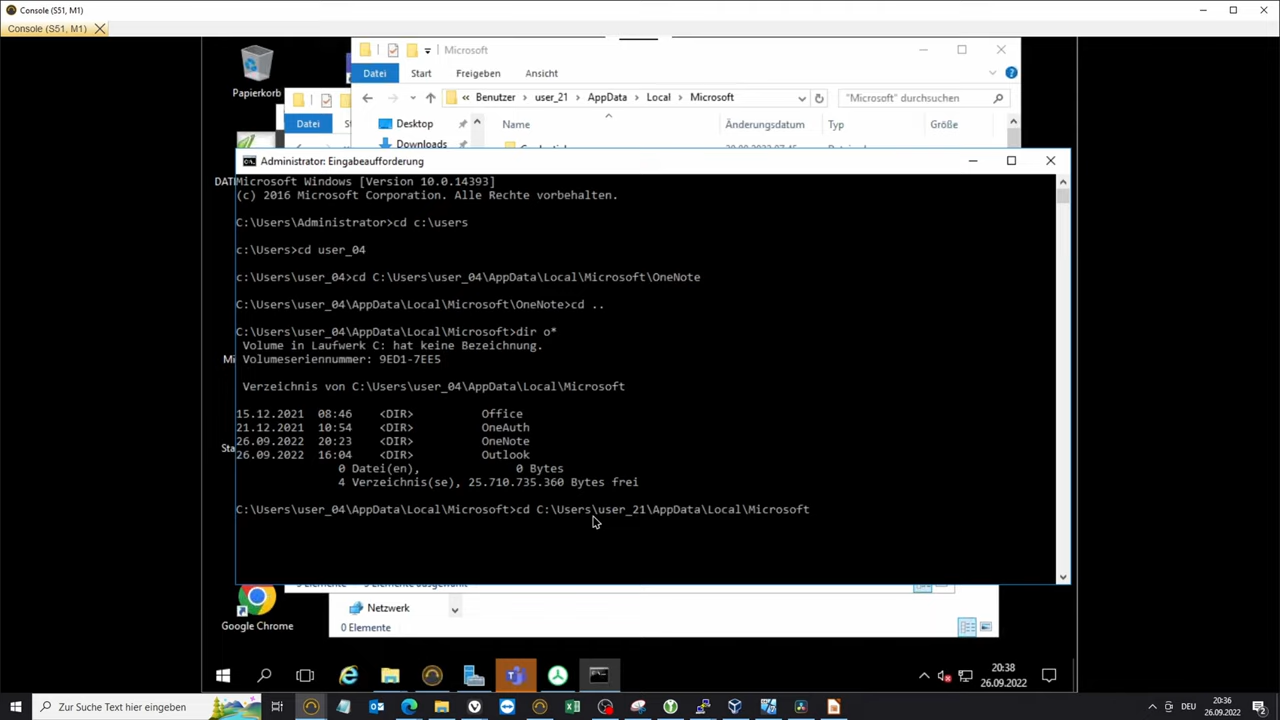 Console (S51, M1)
Console (S51, M1)
Papierkorb
Microsoft
Datei Start Freigeben Ansicht
Benutzer user_21 AppData Local Microsoft
"Microsoft" durchsuchen
Datei
Desktop
Downloads
Name Änderungsdatum Typ Größe
Administrator: Eingabeaufforderung
Microsoft Windows [Version 10.0.14393]
(c) 2016 Microsoft Corporation. Alle Rechte vorbehalten.
C:\Users\Administrator>cd c:\users
c:\Users>cd user_04
c:\Users\user_04>cd C:\Users\user_04\AppData\Local\Microsoft\OneNote
C:\Users\user_04\AppData\Local\Microsoft\OneNote>cd ..
C:\Users\user_04\AppData\Local\Microsoft>dir o*
Volume in Laufwerk C: hat keine Bezeichnung.
Volumeseriennummer: 9ED1-7EE5
Verzeichnis von C:\Users\user_04\AppData\Local\Microsoft
15.12.2021 08:46 <DIR> Office
21.12.2021 10:54 <DIR> OneAuth
26.09.2022 20:23 <DIR> OneNote
26.09.2022 16:04 <DIR> Outlook
0 Datei(en), 0 Bytes
4 Verzeichnis(se), 25.710.735.360 Bytes frei
C:\Users\user_04\AppData\Local\Microsoft>cd C:\Users\user_21\AppData\Local\Microsoft
Google Chrome
Netzwerk
0 Elemente
20:38
26.09.2022
Zur Suche Text hier eingeben
DEU
20:36
26.09.2022